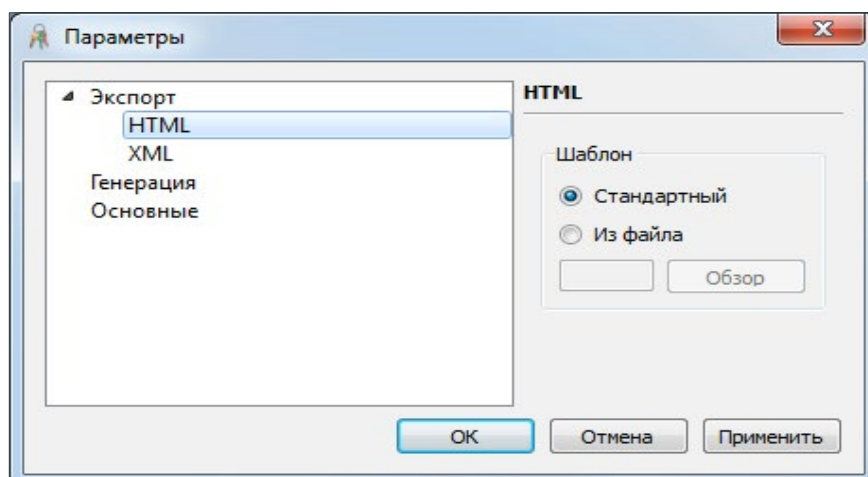 Параметры
Экспорт
HTML
XML
Генерация
Основные
HTML
Шаблон
Стандартный
Из файла
Обзор
OK
Отмена
Применить